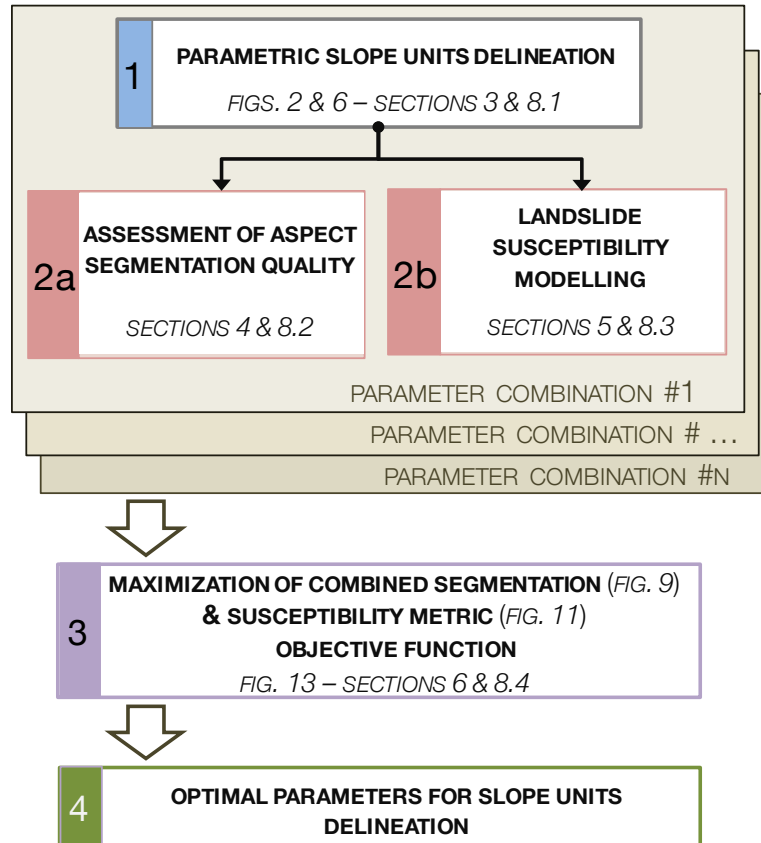 1
PARAMETRIC SLOPE UNITS DELINEATION
FIGS. 2 & 6 – SECTIONS 3 & 8.1
2a
ASSESSMENT OF ASPECT
SEGMENTATION QUALITY
SECTIONS 4 & 8.2
2b
LANDSLIDE
SUSCEPTIBILITY
MODELLING
SECTIONS 5 & 8.3
PARAMETER COMBINATION #1
PARAMETER COMBINATION # ...
PARAMETER COMBINATION #N
3
MAXIMIZATION OF COMBINED SEGMENTATION (FIG. 9)
& SUSCEPTIBILITY METRIC (FIG. 11)
OBJECTIVE FUNCTION
FIG. 13 – SECTIONS 6 & 8.4
4
OPTIMAL PARAMETERS FOR SLOPE UNITS
DELINEATION